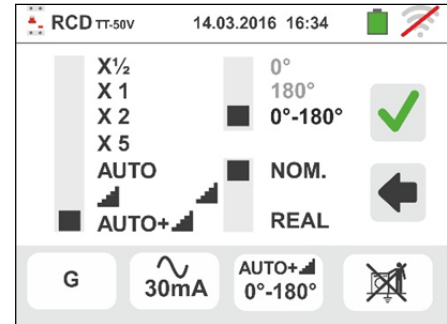 RCD TT-50V 14.03.2016 16:34
X½ 0°
X 1 180°
X 2 0°-180°
X 5
AUTO NOM.
AUTO+ REAL
G 30mA AUTO+ 0°-180°